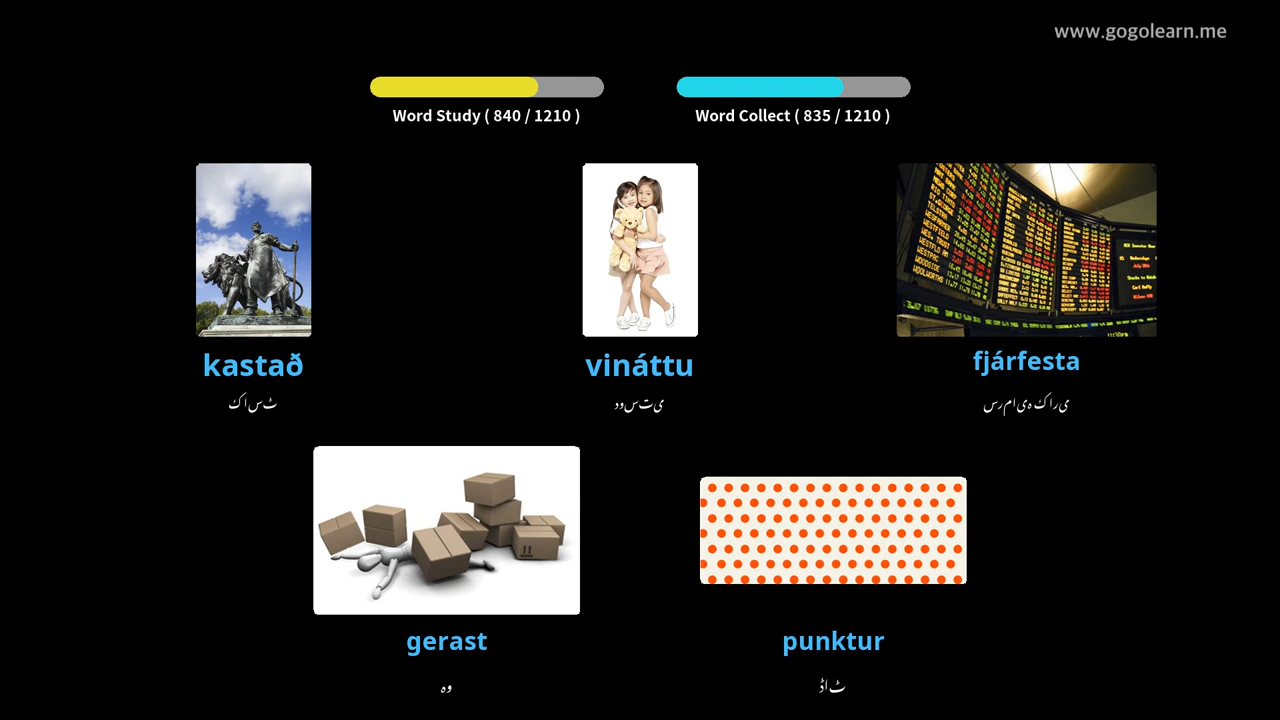 www.gogolearn.me
Word Study ( 840 / 1210 )
Word Collect ( 835 / 1210 )
kastað
vináttu
fjárfesta
کاسٹ
دوستی
سرمایہ کاری
gerast
punktur
ہو
ڈاٹ